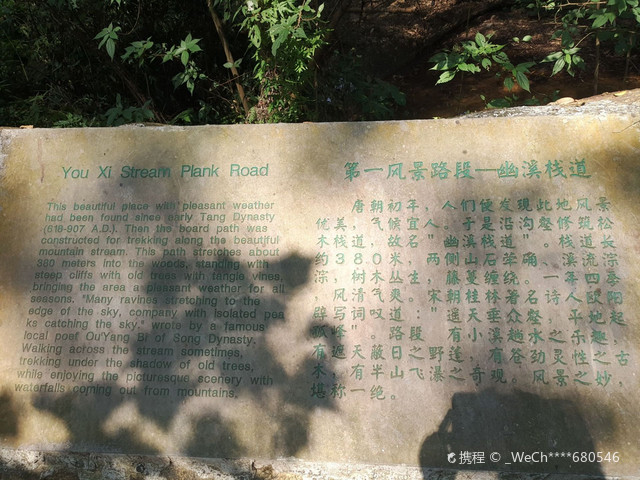 You Xi Stream Plank Road
This beautiful place with pleasant weather
had been found since early Tang Dynasty
(618-907 A.D.). Then the board path was
constructed for trekking along the beautiful
mountain stream. This path stretches about
380 meters into the woods, standing with
steep cliffs with old trees with tangle vines,
bringing the area a pleasant weather for all
seasons. "Many ravines stretching to the
edge of the sky, company with isolated pea
ks catching the sky." wrote by a famous
local poet Ou'Yang Bi of Song Dynasty.
Walking across the stream sometimes,
trekking under the shadow of old trees,
while enjoying the picturesque scenery with
waterfalls coming out from mountains.
第一风景路段—幽溪栈道
唐朝初年，人们便发现此地风景
优美，气候宜人。于是沿沟壑修筑松
木栈道，故名"幽溪栈道"。栈道长
约380米，两侧山石荦确，溪流淙
淙，树木丛生，藤蔓缠绕。一年四季
，风清气爽。宋朝桂林著名诗人欧阳
辟写词叹道："遥天垂众壑，平地起
孤峰"。路段 有小溪趟水之乐趣，
有遮天蔽日之野逢，有苍劲灵性之古
木，有半山飞瀑之奇观。风景之妙，
堪称一绝。
携程 © _WeCh****680546